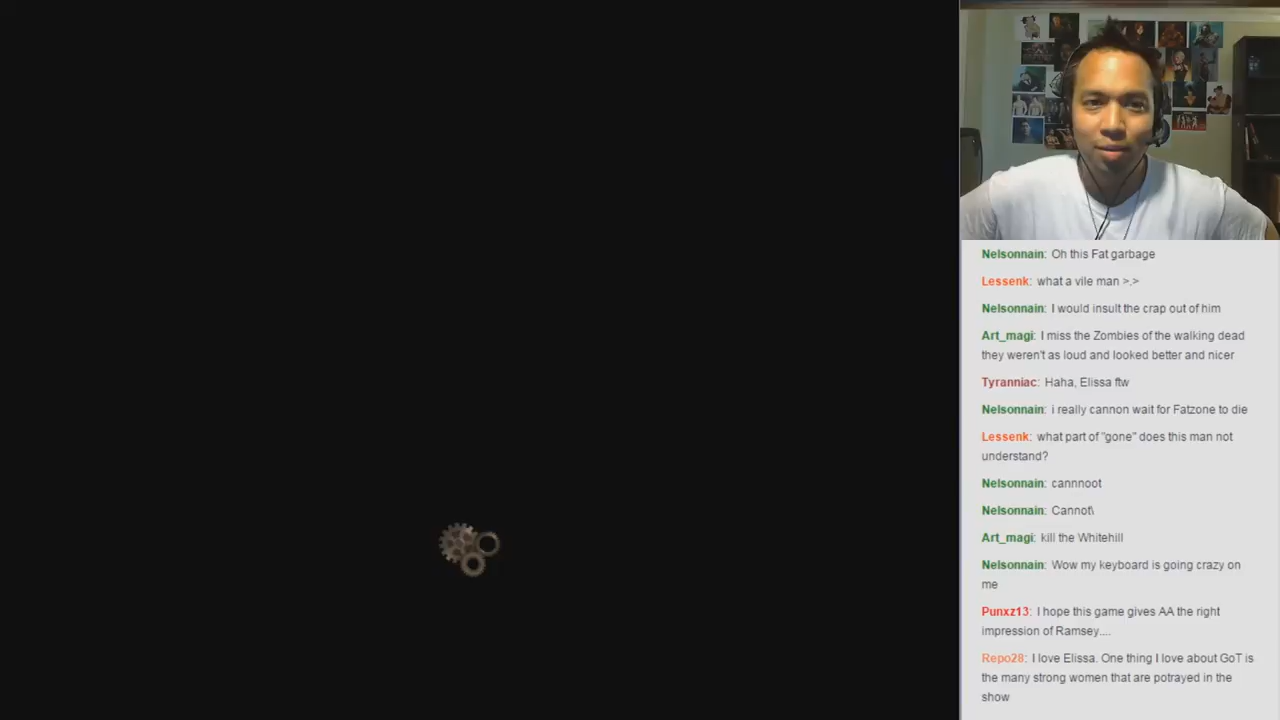 Nelsonnain: Oh this Fat garbage
Lessenk: what a vile man >.>
Nelsonnain: I would insult the crap out of him
Art_magi: I miss the Zombies of the walking dead
they weren't as loud and looked better and nicer
Tyranniac: Haha, Elissa ftw
Nelsonnain: i really cannon wait for Fatzone to die
Lessenk: what part of "gone" does this man not
understand?
Nelsonnain: cannnoot
Nelsonnain: Cannot\
Art_magi: kill the Whitehill
Nelsonnain: Wow my keyboard is going crazy on
me
Punxz13: I hope this game gives AA the right
impression of Ramsey....
Repo28: I love Elissa. One thing I love about GoT is
the many strong women that are potrayed in the
show